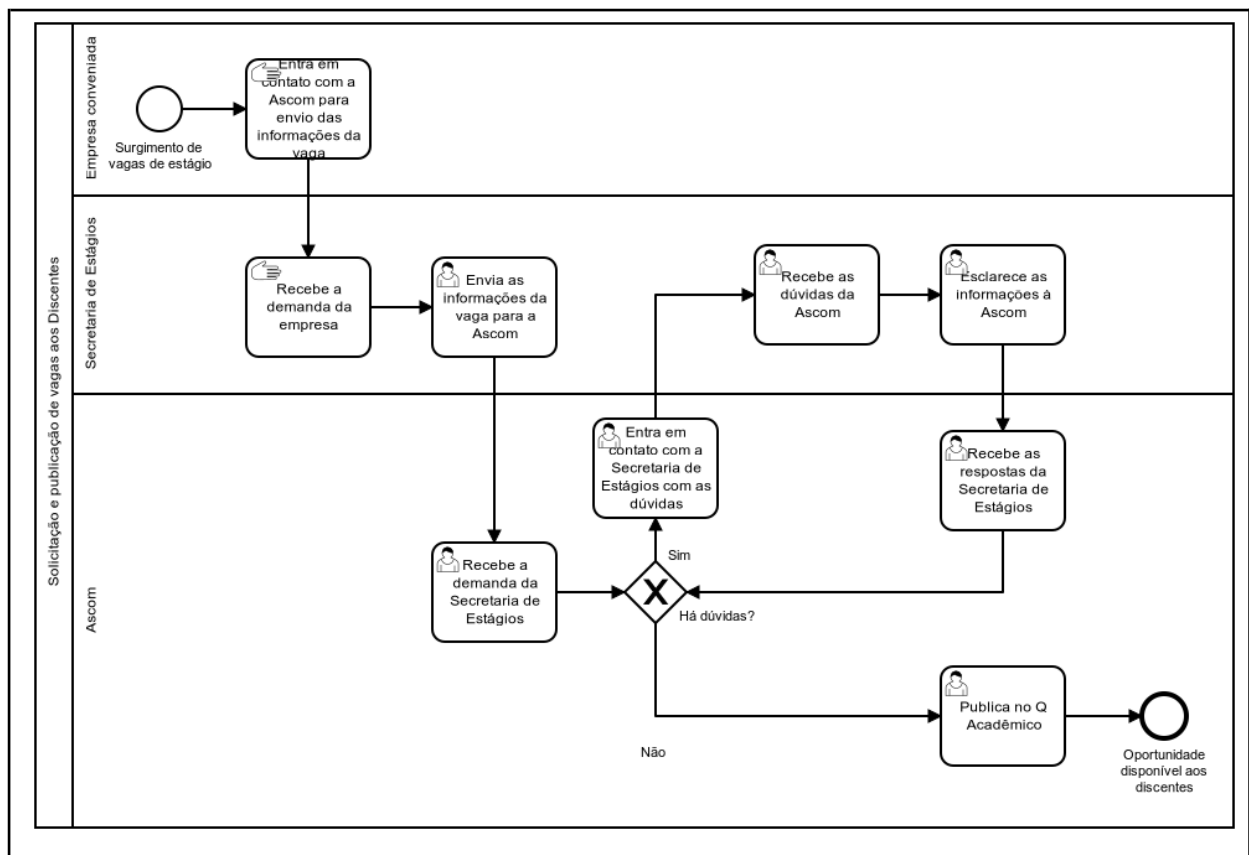 Solicitação e publicação de vagas aos Discentes
Empresa conveniada
Surgimento de
vagas de estágio
Entra em
contato com a
Ascom para
envio das
informações da
vaga
Secretaria de Estágios
Recebe a
demanda da
empresa
Envia as
informações da
vaga para a
Ascom
Recebe as
dúvidas da
Ascom
Esclarece as
informações à
Ascom
Ascom
Entra em
contato com a
Secretaria de
Estágios com as
dúvidas
Recebe as
respostas da
Secretaria de
Estágios
Recebe a
demanda da
Secretaria de
Estágios
Sim
Há dúvidas?
Não
Publica no Q
Acadêmico
Oportunidade
disponível aos
discentes